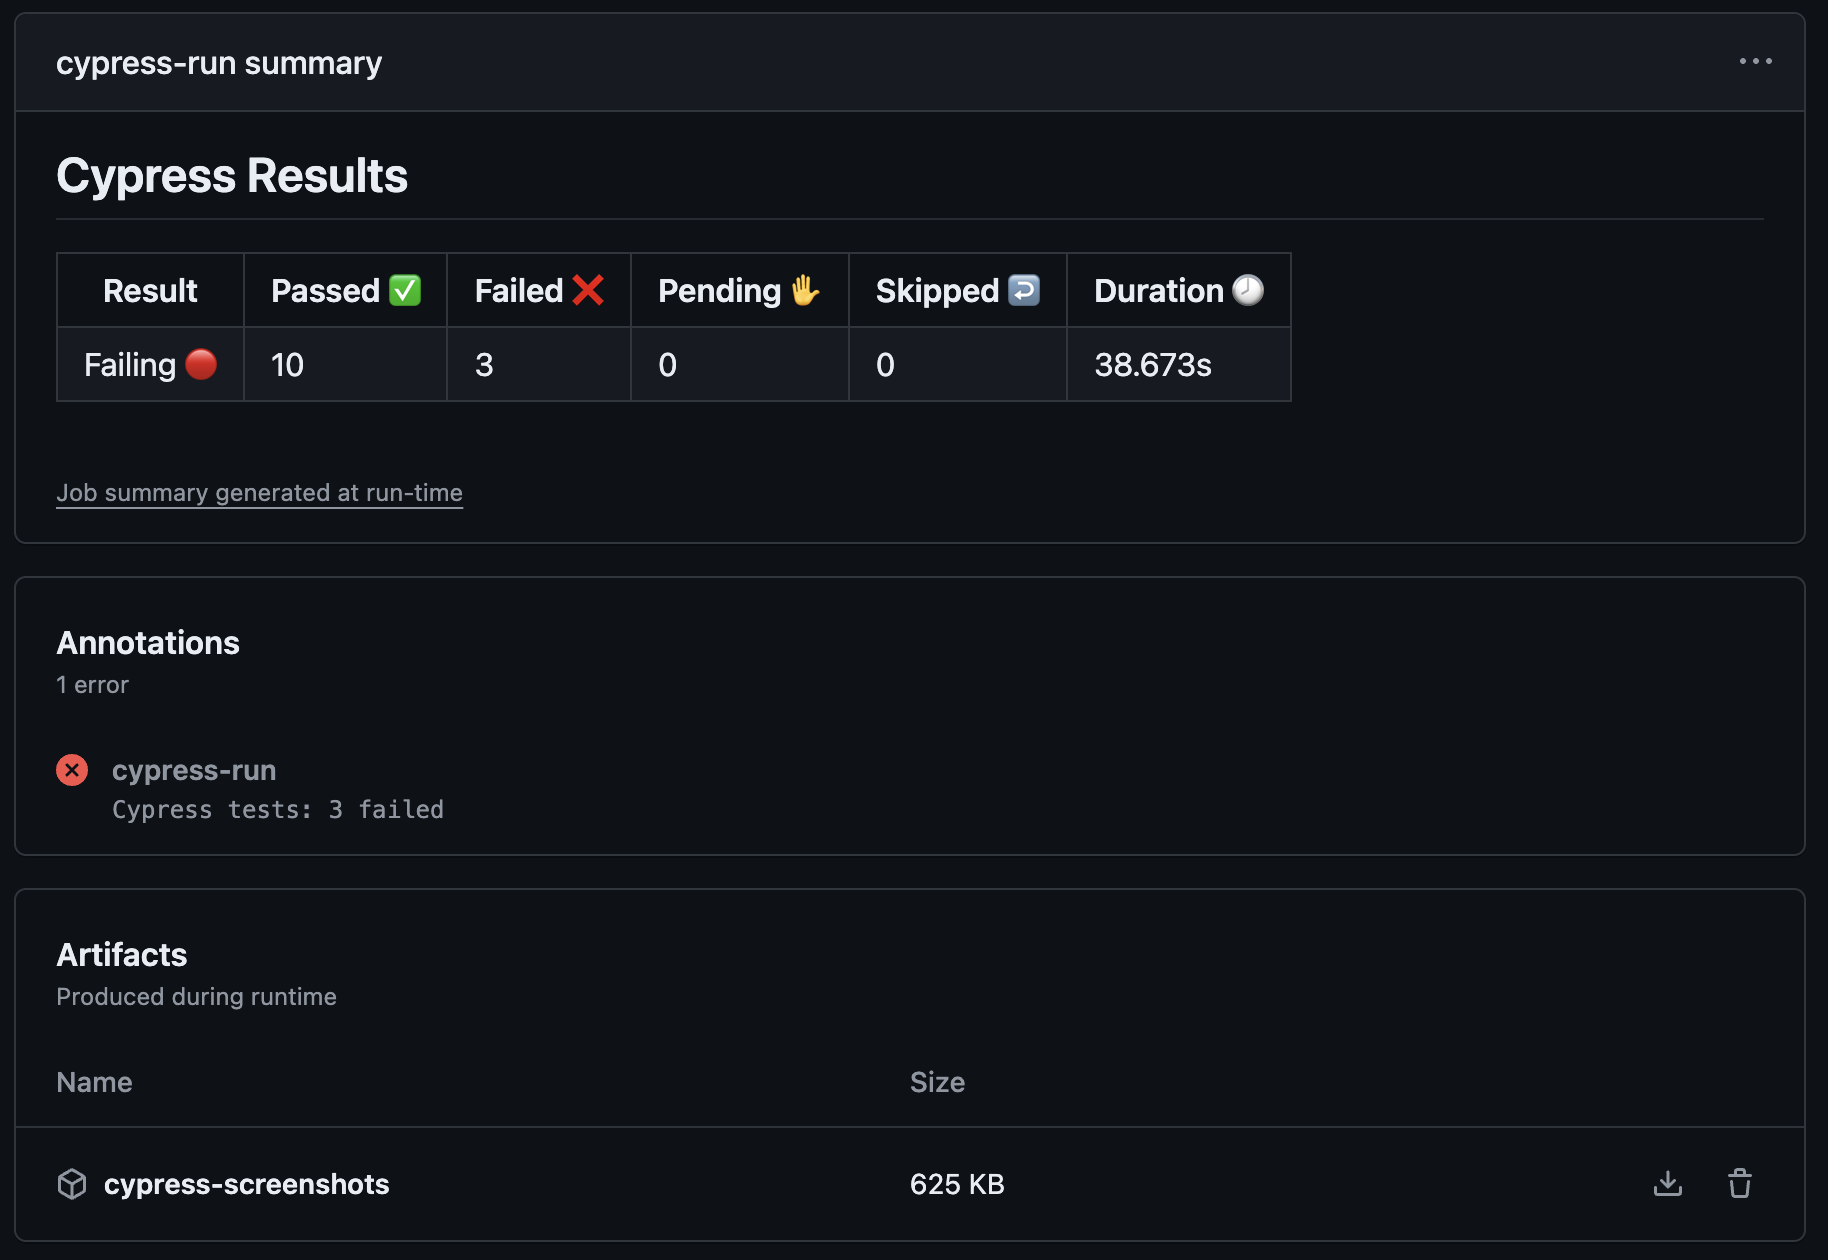 cypress-run summary
Cypress Results
Result Passed ✅ Failed ❌ Pending ✋ Skipped ↩️ Duration 🕗
Failing 🔴 10 3 0 0 38.673s
Job summary generated at run-time
Annotations
1 error
cypress-run
Cypress tests: 3 failed
Artifacts
Produced during runtime
Name Size
cypress-screenshots 625 KB